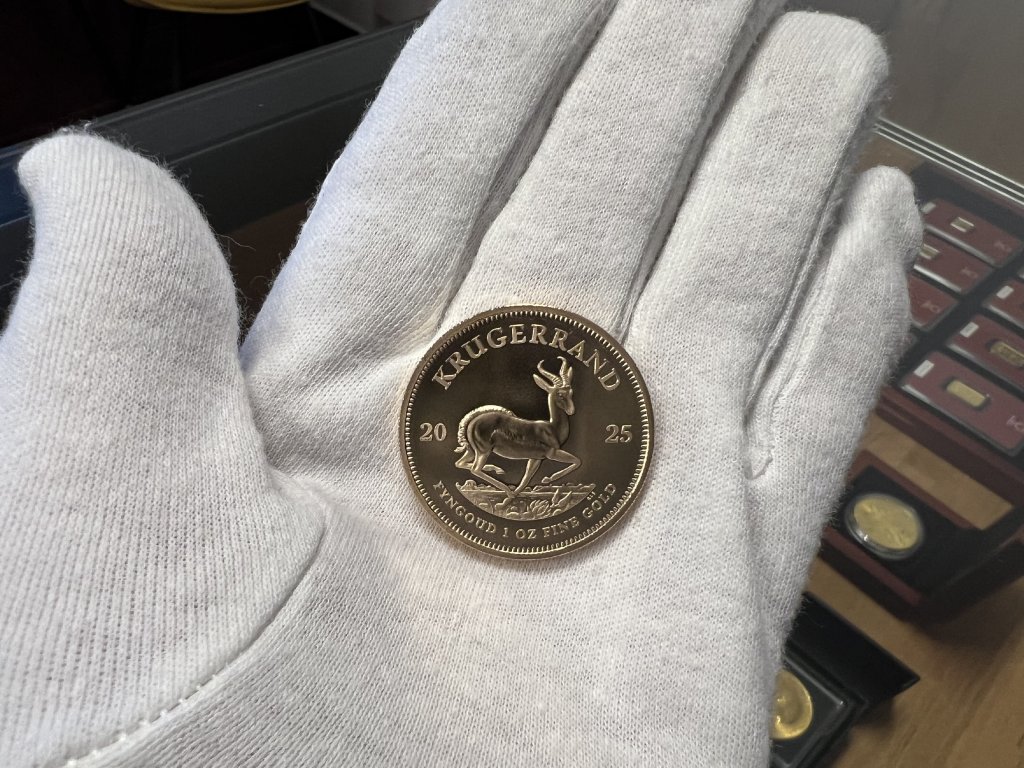 KRUGERRAND
20 25
FYNGOUD 1 OZ FINE GOLD